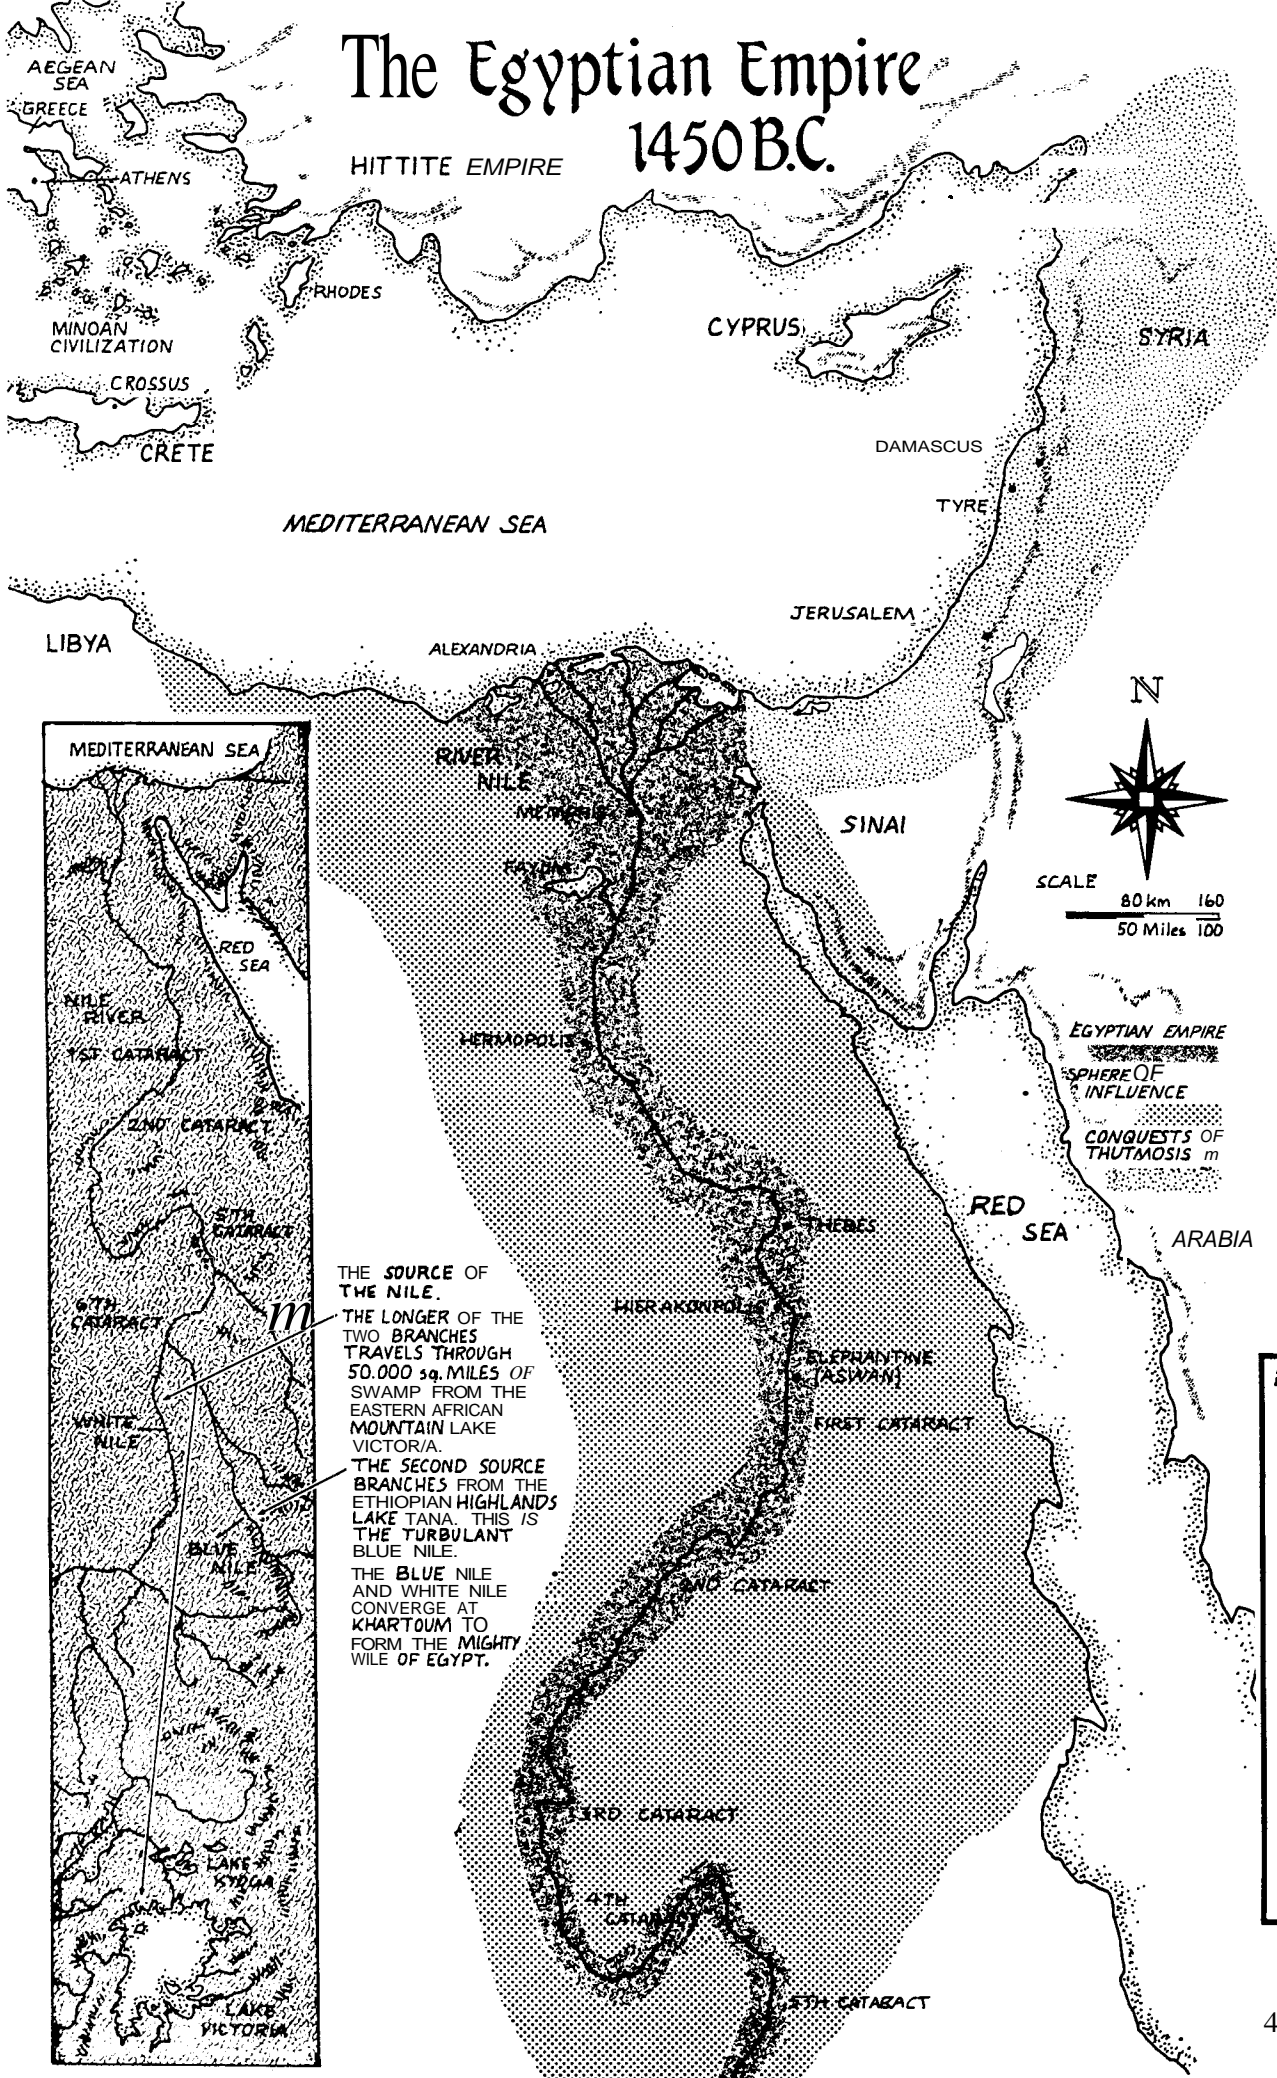 The Egyptian Empire
1450 B.C.
AEGEAN
SEA
GREECE
ATHENS
HITTITE EMPIRE
RHODES
MINOAN
CIVILIZATION
CROSSUS
CRETE
CYPRUS
SYRIA
DAMASCUS
TYRE
MEDITERRANEAN SEA
JERUSALEM
LIBYA
ALEXANDRIA
RIVER
NILE
MEMPHIS
FAYUM
SINAI
N
SCALE
80 km 160
50 Miles 100
HERMOPOLIS
EGYPTIAN EMPIRE
SPHERE OF
INFLUENCE
CONQUESTS OF
THUTMOSIS m
RED
SEA
ARABIA
THEBES
HIERAKONPOLIS
ELEPHANTINE
(ASWAN)
FIRST CATARACT
2ND CATARACT
3RD CATARACT
4TH
CATARACT
5TH CATARACT
MEDITERRANEAN SEA
RED
SEA
NILE
RIVER
1ST CATARACT
2ND CATARACT
5TH
CATARACT
6TH
CATARACT
m
WHITE
NILE
BLUE
NILE
LAKE
KYOGA
LAKE
VICTORIA
THE SOURCE OF
THE NILE.
THE LONGER OF THE
TWO BRANCHES
TRAVELS THROUGH
50.000 sq. MILES OF
SWAMP FROM THE
EASTERN AFRICAN
MOUNTAIN LAKE
VICTOR/A.
THE SECOND SOURCE
BRANCHES FROM THE
ETHIOPIAN HIGHLANDS
LAKE TANA. THIS IS
THE TURBULANT
BLUE NILE.
THE BLUE NILE
AND WHITE NILE
CONVERGE AT
KHARTOUM TO
FORM THE MIGHTY
WILE OF EGYPT.
4